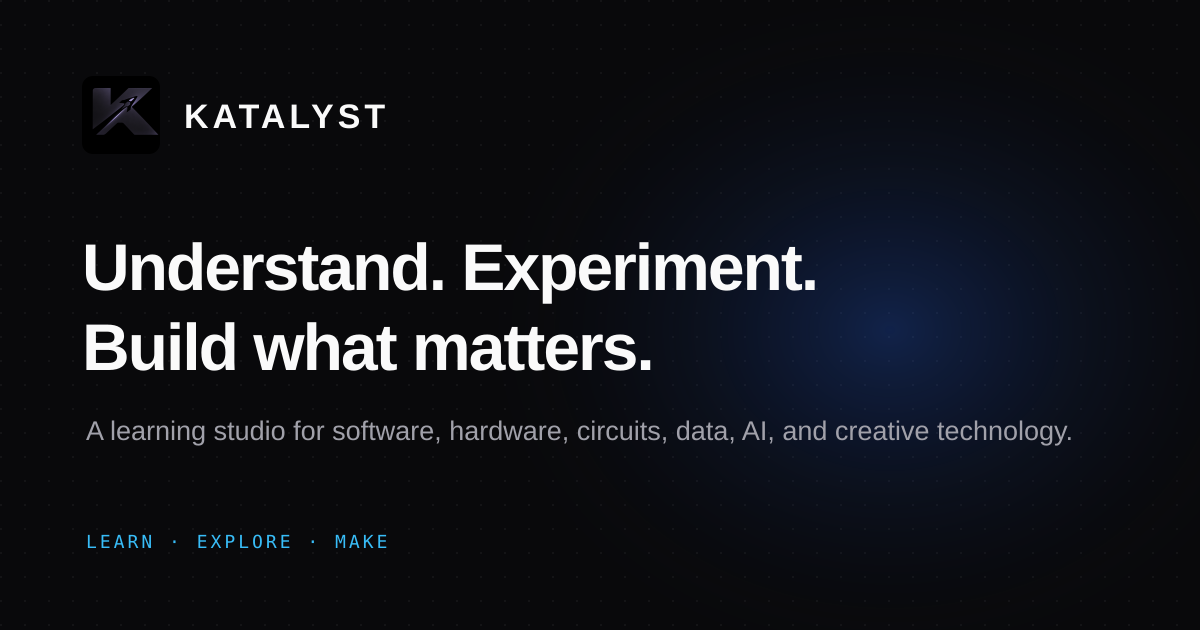 KATALYST
Understand. Experiment.
Build what matters.
A learning studio for software, hardware, circuits, data, AI, and creative technology.
LEARN · EXPLORE · MAKE